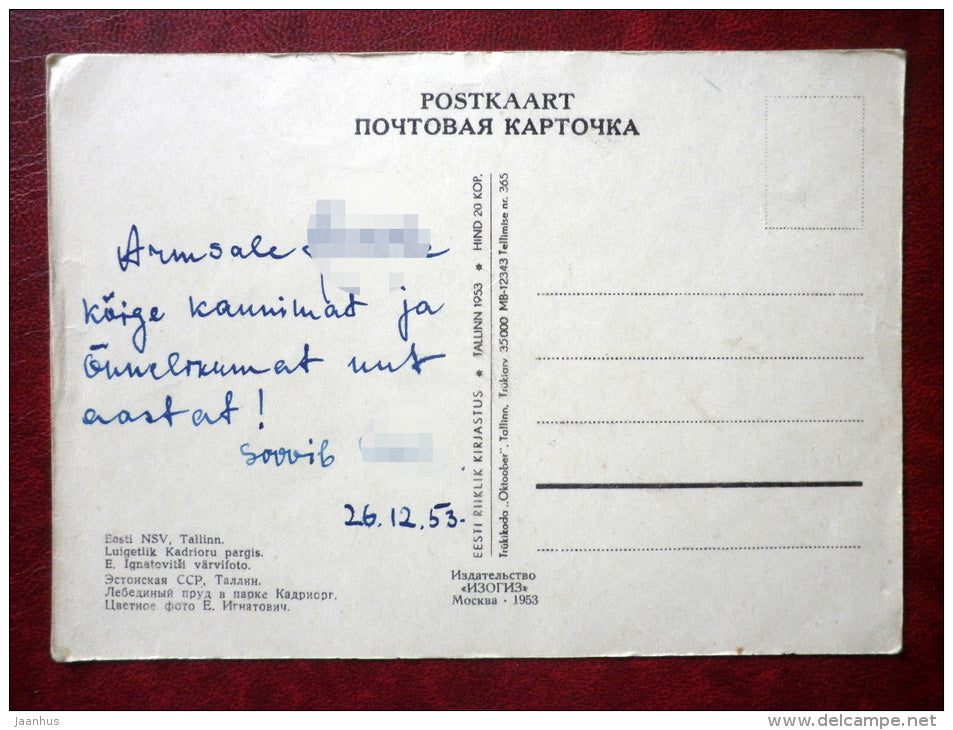 POSTKAART
ПОЧТОВАЯ КАРТОЧКА
Armsale
kõige kaunimat ja
Õnnelikumat uut
aastat!
Soovib
26.12.53.
Eesti NSV, Tallinn.
Luigetiik Kadrioru pargis.
E. Ignatovitši värvifoto.
Эстонская ССР, Таллин.
Лебединый пруд в парке Кадриорг.
Цветное фото Е. Игнатович.
EESTI RIIKLIK KIRJASTUS * TALLINN 1953 * HIND 20 KOP.
Trükikoda „Oktoober". Tallinn. Trükiarv 35000 MB-12343 Tellimise nr. 365
Издательство
«ИЗОГИЗ»
Москва · 1953
jaanhus
www.delcampe.net